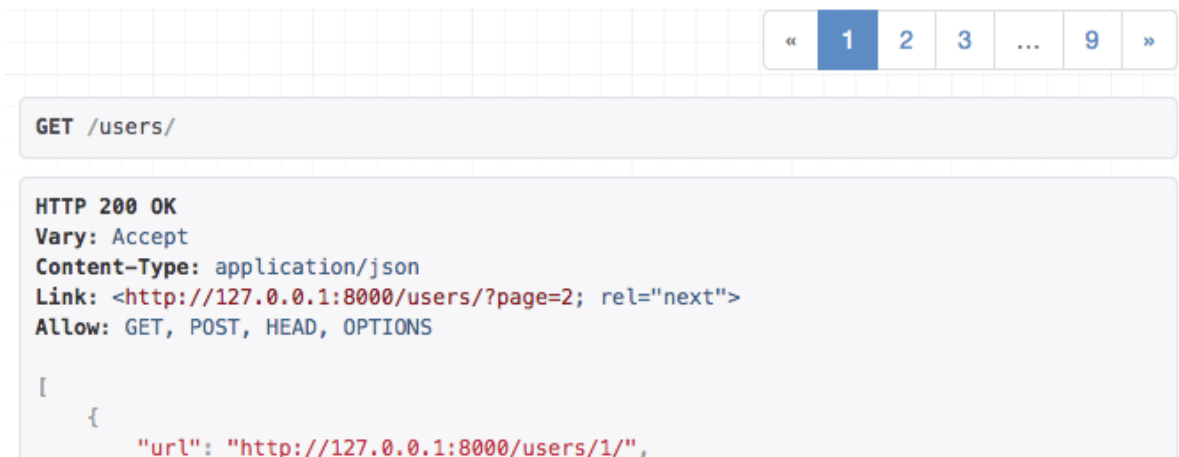 « 1 2 3 ... 9 »
GET /users/
HTTP 200 OK
Vary: Accept
Content-Type: application/json
Link: <http://127.0.0.1:8000/users/?page=2; rel="next">
Allow: GET, POST, HEAD, OPTIONS
[
{
"url": "http://127.0.0.1:8000/users/1/",